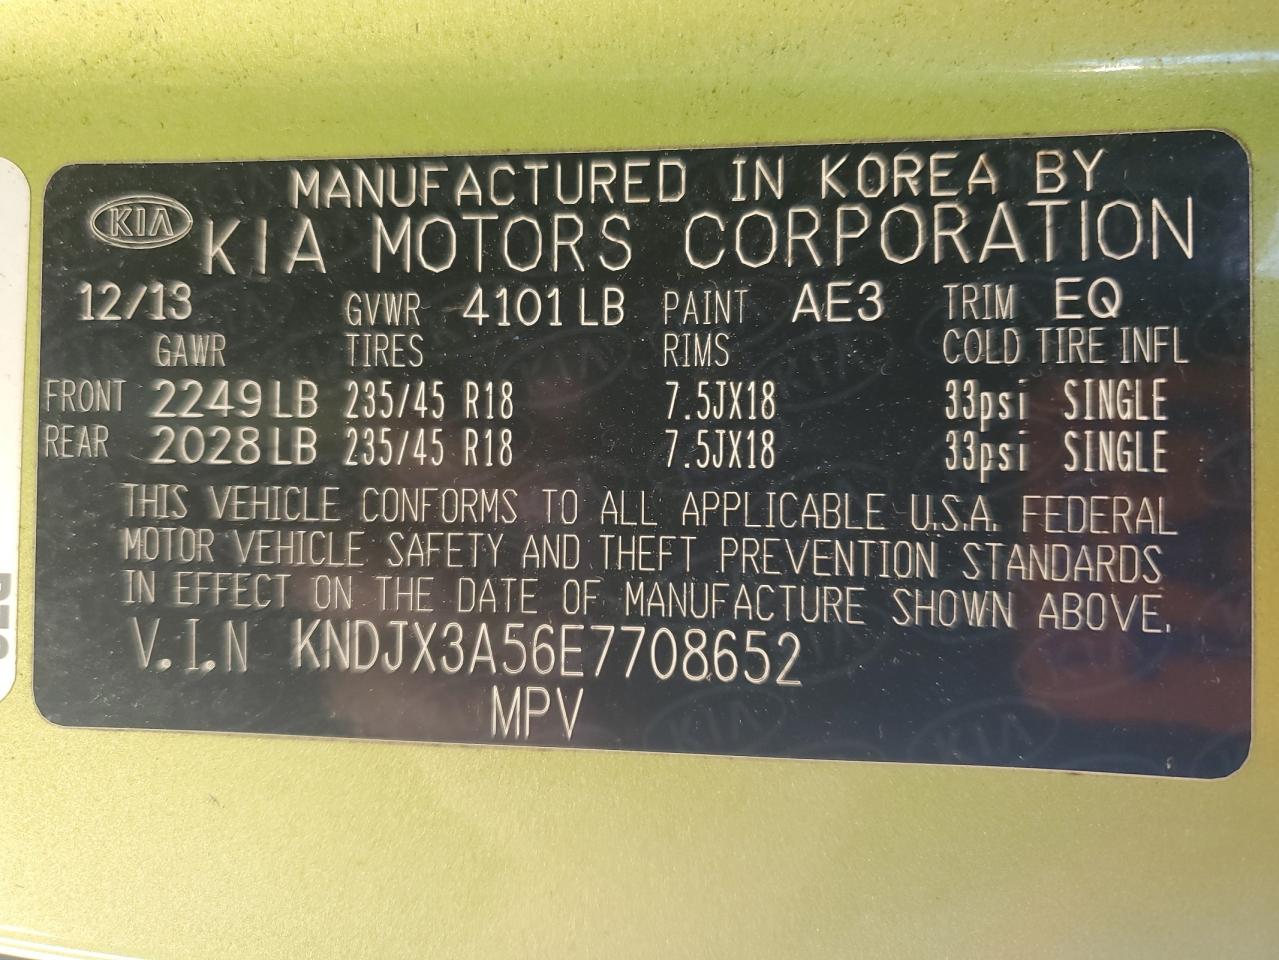 MANUFACTURED IN KOREA BY
KIA KIA MOTORS CORPORATION
12/13 GVWR 4101 LB PAINT AE3 TRIM EQ
GAWR TIRES RIMS COLD TIRE INFL
FRONT 2249 LB 235/45 R18 7.5JX18 33psi SINGLE
REAR 2028 LB 235/45 R18 7.5JX18 33psi SINGLE
THIS VEHICLE CONFORMS TO ALL APPLICABLE U.S.A. FEDERAL
MOTOR VEHICLE SAFETY AND THEFT PREVENTION STANDARDS
IN EFFECT ON THE DATE OF MANUFACTURE SHOWN ABOVE.
V.I.N KNDJX3A56E7708652
MPV